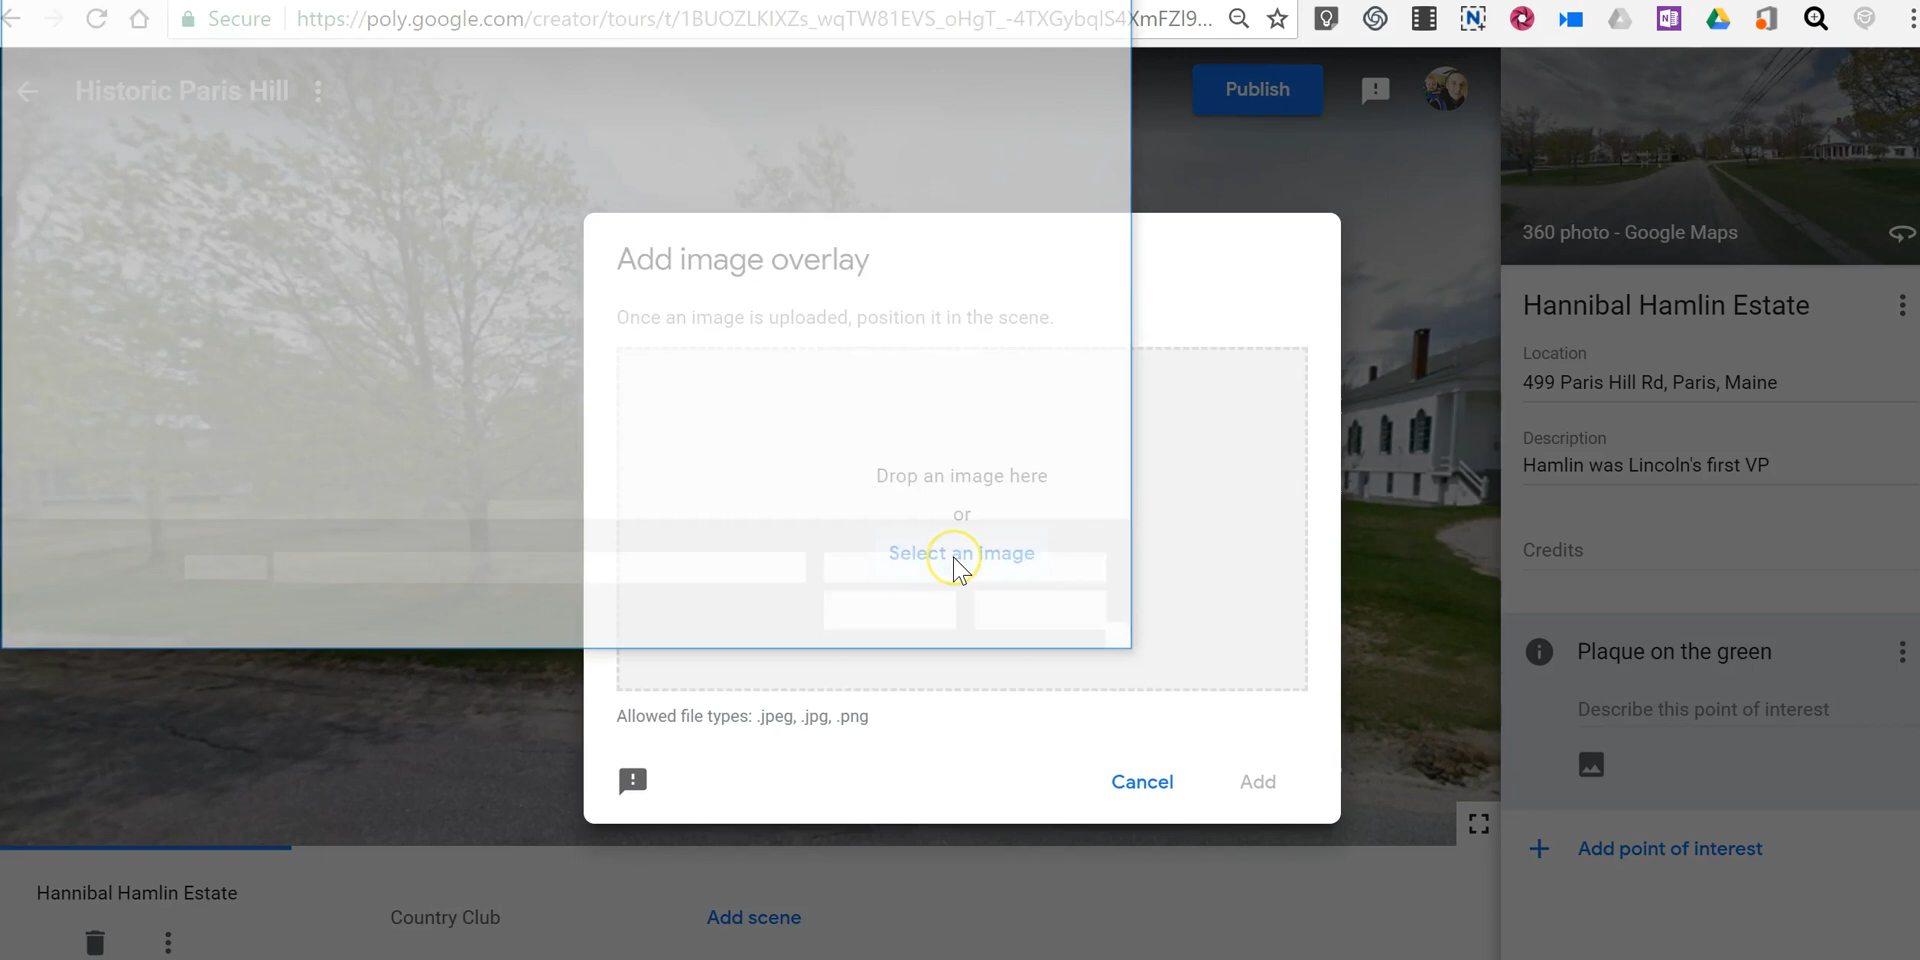 Secure
https://poly.google.com/creator/tours/t/1BUOZLKIXZs_wqTW81EVS_oHgT_-4TXGybqlS4XmFZl9...
Historic Paris Hill
Publish
360 photo - Google Maps
Add image overlay
Once an image is uploaded, position it in the scene.
Drop an image here
or
Select an image
Allowed file types: .jpeg, .jpg, .png
Cancel
Add
Hannibal Hamlin Estate
Location
499 Paris Hill Rd, Paris, Maine
Description
Hamlin was Lincoln's first VP
Credits
Plaque on the green
Describe this point of interest
Add point of interest
Hannibal Hamlin Estate
Country Club
Add scene